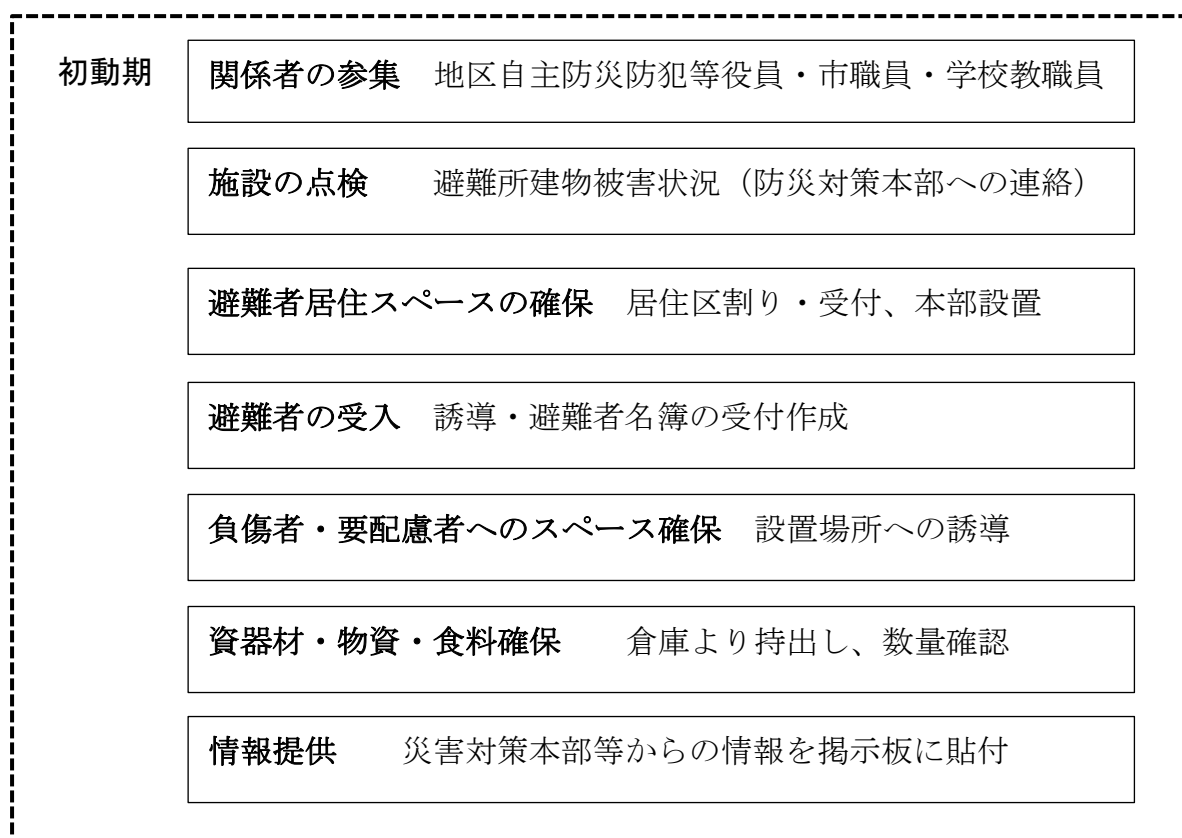 初動期
関係者の参集　地区自主防災防犯等役員・市職員・学校教職員
施設の点検　　避難所建物被害状況（防災対策本部への連絡）
避難者居住スペースの確保　居住区割り・受付、本部設置
避難者の受入　誘導・避難者名簿の受付作成
負傷者・要配慮者へのスペース確保　設置場所への誘導
資器材・物資・食料確保　　倉庫より持出し、数量確認
情報提供　　災害対策本部等からの情報を掲示板に貼付